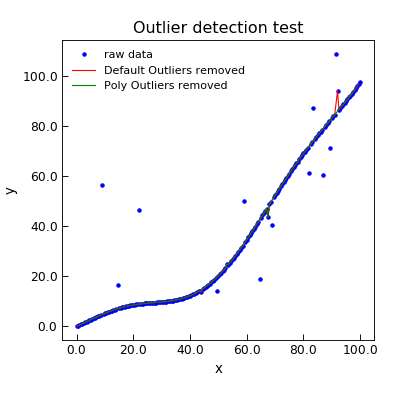 Outlier detection test
raw data
Default Outliers removed
Poly Outliers removed
100.0
80.0
60.0
40.0
20.0
0.0
y
0.0 20.0 40.0 60.0 80.0 100.0
x